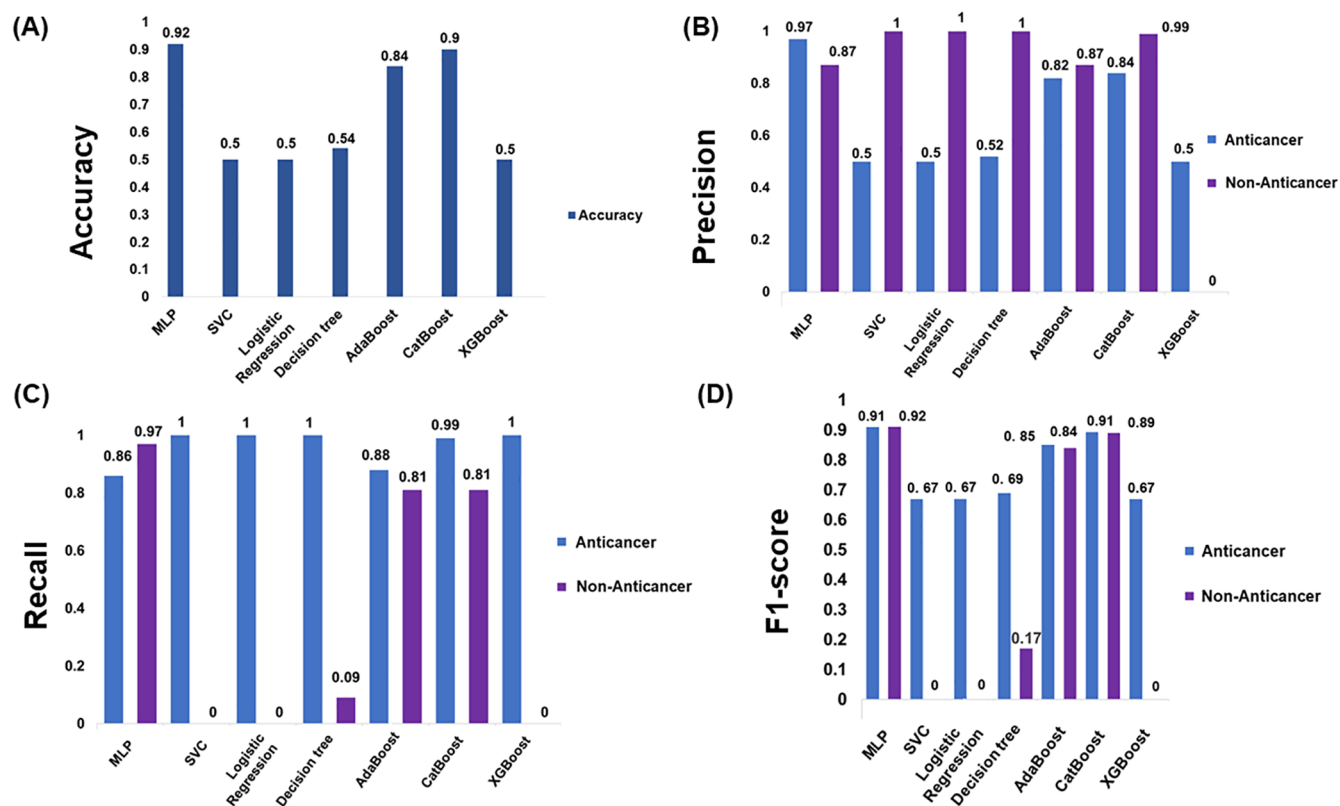 (A)
Accuracy
1
0.9
0.8
0.7
0.6
0.5
0.4
0.3
0.2
0.1
0
0.92
0.5
0.5
0.54
0.84
0.9
0.5
MLP
SVC
Logistic
Regression
Decision tree
AdaBoost
CatBoost
XGBoost
Accuracy
(B)
Precision
1
0.8
0.6
0.4
0.2
0
0.97
0.87
0.5
1
0.5
1
0.52
1
0.82
0.87
0.84
0.99
0.5
0
MLP
SVC
Logistic
Regression
Decision tree
AdaBoost
CatBoost
XGBoost
Anticancer
Non-Anticancer
(C)
Recall
1
0.8
0.6
0.4
0.2
0
0.86
0.97
1
0
1
0
1
0.09
0.88
0.81
0.99
0.81
1
0
MLP
SVC
Logistic
Regression
Decision tree
AdaBoost
CatBoost
XGBoost
Anticancer
Non-Anticancer
(D)
F1-score
1
0.9
0.8
0.7
0.6
0.5
0.4
0.3
0.2
0.1
0
0.91
0.92
0. 67
0
0. 67
0
0. 69
0.17
0.85
0.84
0.91
0.89
0.67
0
MLP
SVC
Logistic
Regression
Decision tree
AdaBoost
CatBoost
XGBoost
Anticancer
Non-Anticancer